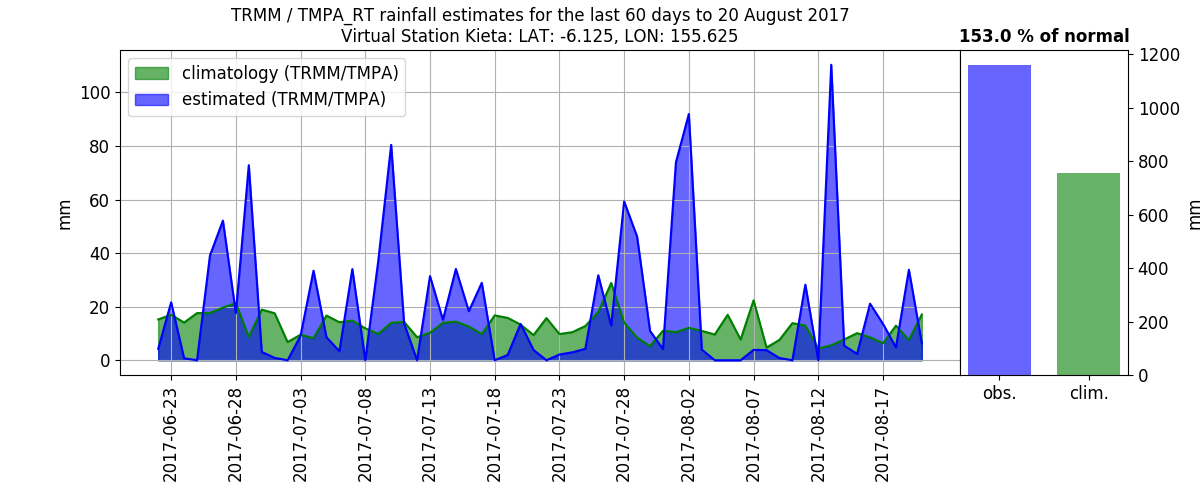 TRMM / TMPA_RT rainfall estimates for the last 60 days to 20 August 2017
Virtual Station Kieta: LAT: -6.125, LON: 155.625
153.0 % of normal
climatology (TRMM/TMPA)
estimated (TRMM/TMPA)
mm
100
80
60
40
20
0
2017-06-23
2017-06-28
2017-07-03
2017-07-08
2017-07-13
2017-07-18
2017-07-23
2017-07-28
2017-08-02
2017-08-07
2017-08-12
2017-08-17
1200
1000
800
600
400
200
0
mm
obs.
clim.